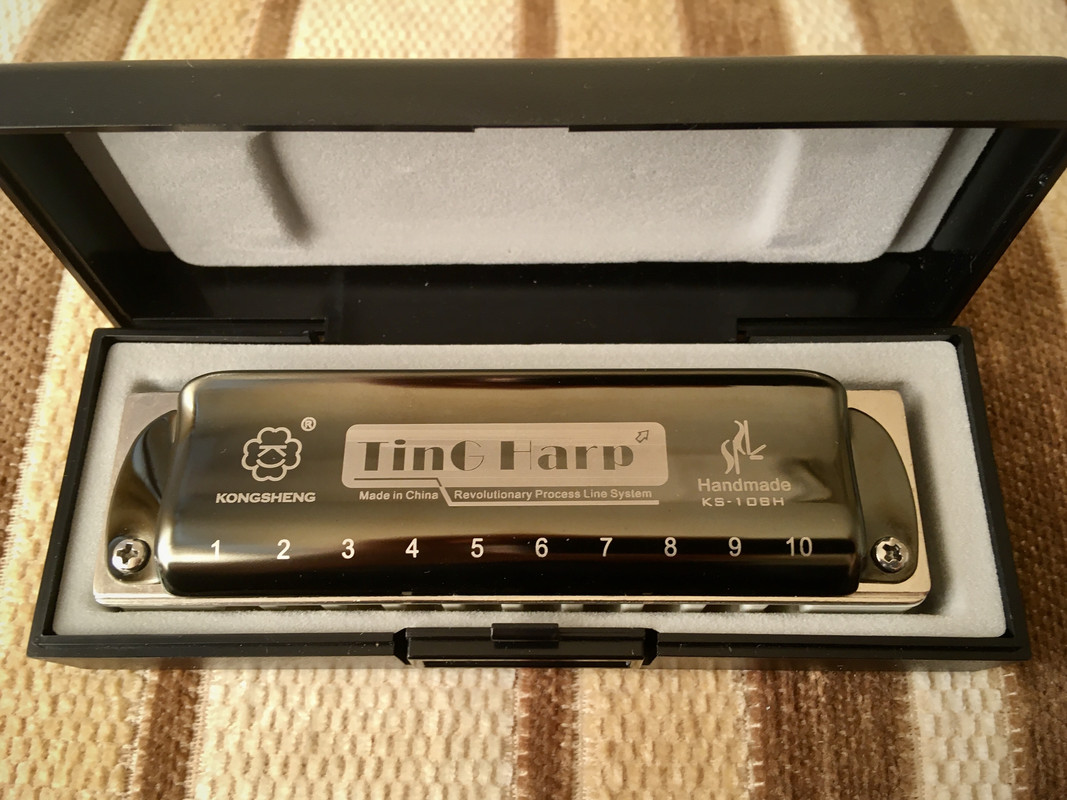 ®
KONGSHENG
TinG Harp
Made in China Revolutionary Process Line System
Handmade
KS-10SH
1 2 3 4 5 6 7 8 9 10